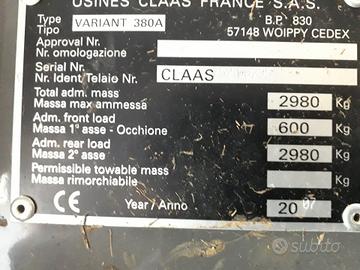 USINES CLAAS FRANCE S.A.S.
Type
Tipo
VARIANT 380A
B.P. 830
57148 WOIPPY CEDEX
Approval Nr.
Nr. omologazione
Serial Nr.
Nr. Ident/Telaio Nr.
CLAAS
Total adm. mass
Massa max ammessa
2980 Kg
Adm. front load
Massa 1° asse - Occhione
600 Kg
Adm. rear load
Massa 2° asse
2980 Kg
Permissible towable mass
Massa rimorchiabile
Kg
CE
Year / Anno
2007
subito